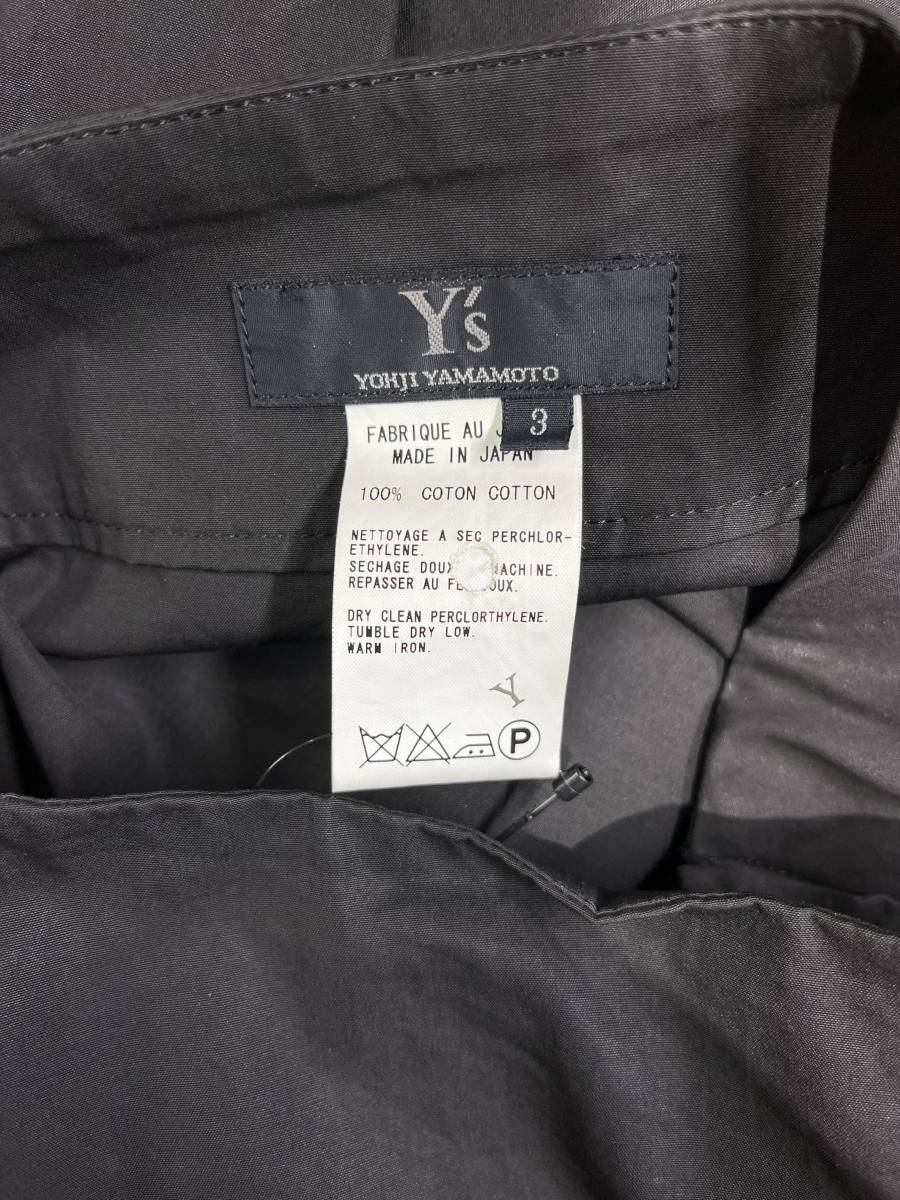 Y's
YOHJI YAMAMOTO
3
FABRIQUE AU
MADE IN JAPAN
100% COTON COTTON
NETTOYAGE A SEC PERCHLOR-
ETHYLENE.
SECHAGE DOUX MACHINE.
REPASSER AU DOUX.
DRY CLEAN PERCLORTHYLENE.
TUMBLE DRY LOW.
WARM IRON.
Y
P